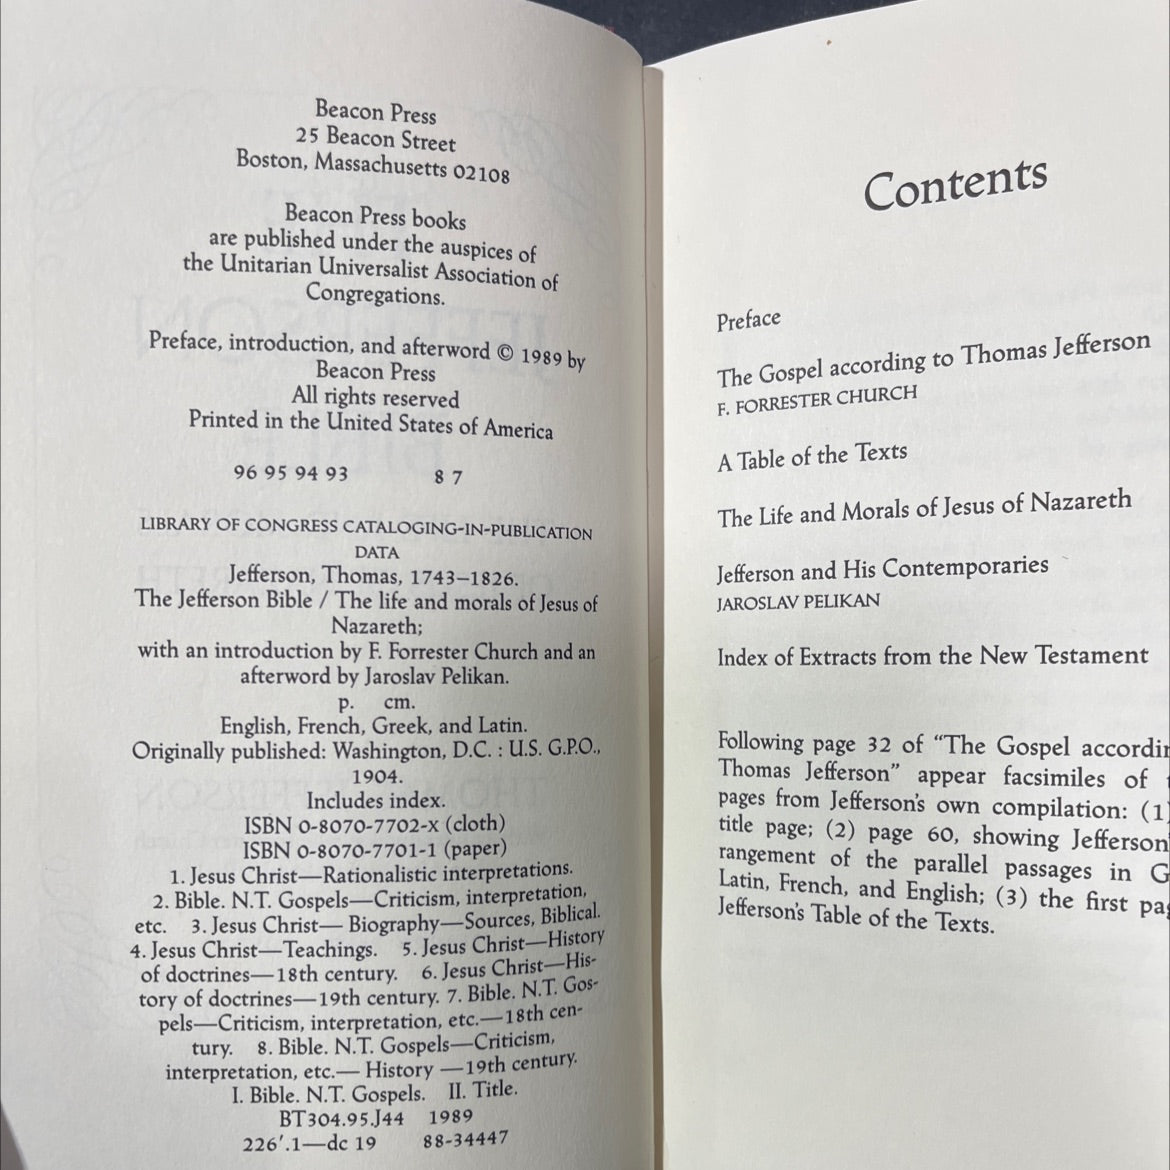 Beacon Press
25 Beacon Street
Boston, Massachusetts 02108
Beacon Press books
are published under the auspices of
the Unitarian Universalist Association of
Congregations.
Preface, introduction, and afterword © 1989 by
Beacon Press
All rights reserved
Printed in the United States of America
96 95 94 93 8 7
LIBRARY OF CONGRESS CATALOGING-IN-PUBLICATION
DATA
Jefferson, Thomas, 1743–1826.
The Jefferson Bible / The life and morals of Jesus of
Nazareth;
with an introduction by F. Forrester Church and an
afterword by Jaroslav Pelikan.
p. cm.
English, French, Greek, and Latin.
Originally published: Washington, D.C. : U.S. G.P.O.,
1904.
Includes index.
ISBN 0-8070-7702-x (cloth)
ISBN 0-8070-7701-1 (paper)
1. Jesus Christ—Rationalistic interpretations.
2. Bible. N.T. Gospels—Criticism, interpretation,
etc. 3. Jesus Christ— Biography—Sources, Biblical.
4. Jesus Christ—Teachings. 5. Jesus Christ—History
of doctrines—18th century. 6. Jesus Christ—His-
tory of doctrines—19th century. 7. Bible. N.T. Gos-
pels—Criticism, interpretation, etc.—18th cen-
tury. 8. Bible. N.T. Gospels—Criticism,
interpretation, etc.— History —19th century.
I. Bible. N.T. Gospels. II. Title.
BT304.95.J44 1989
226′.1—dc 19 88-34447
Contents
Preface
The Gospel according to Thomas Jefferson
F. FORRESTER CHURCH
A Table of the Texts
The Life and Morals of Jesus of Nazareth
Jefferson and His Contemporaries
JAROSLAV PELIKAN
Index of Extracts from the New Testament
Following page 32 of “The Gospel accordin
Thomas Jefferson” appear facsimiles of
pages from Jefferson's own compilation: (1)
title page; (2) page 60, showing Jefferson
rangement of the parallel passages in G
Latin, French, and English; (3) the first pa
Jefferson's Table of the Texts.